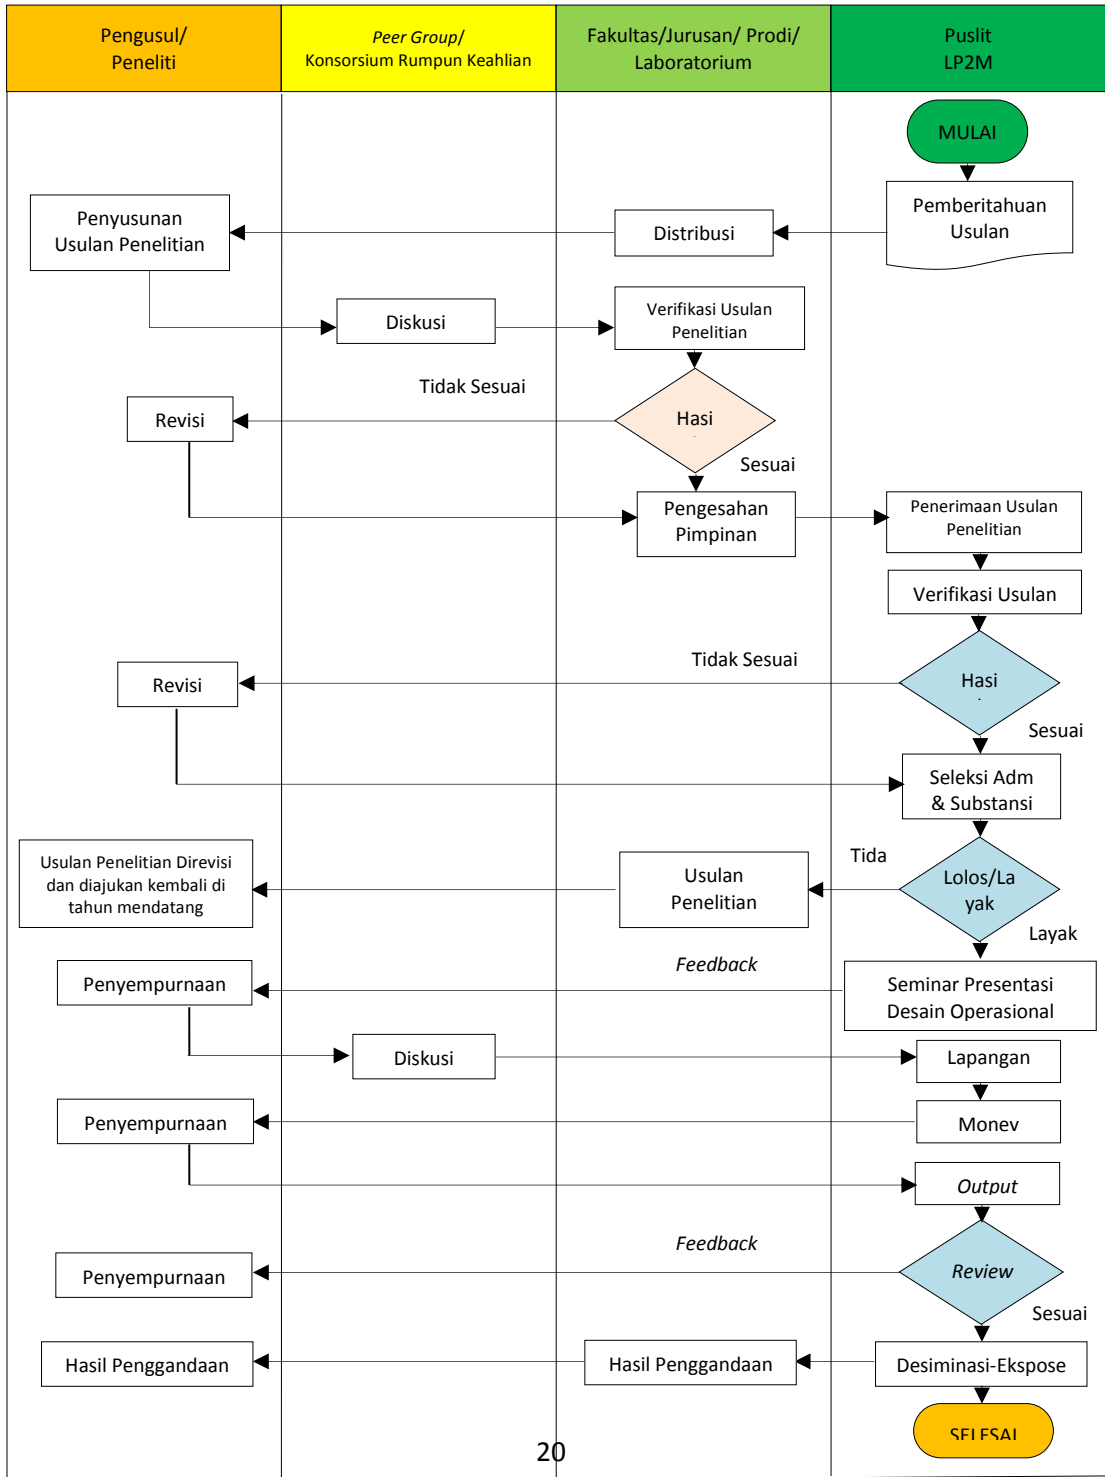 Pengusul/
Peneliti
Peer Group/
Konsorsium Rumpun Keahlian
Fakultas/Jurusan/ Prodi/
Laboratorium
Puslit
LP2M
MULAI
Pemberitahuan
Usulan
Distribusi
Penyusunan
Usulan Penelitian
Diskusi
Verifikasi Usulan
Penelitian
Tidak Sesuai
Hasi
Revisi
Sesuai
Pengesahan
Pimpinan
Penerimaan Usulan
Penelitian
Verifikasi Usulan
Tidak Sesuai
Hasi
Revisi
Sesuai
Seleksi Adm
& Substansi
Tida
Lolos/La
yak
Usulan
Penelitian
Usulan Penelitian Direvisi
dan diajukan kembali di
tahun mendatang
Layak
Feedback
Seminar Presentasi
Desain Operasional
Penyempurnaan
Diskusi
Lapangan
Monev
Penyempurnaan
Output
Feedback
Review
Penyempurnaan
Sesuai
Desiminasi-Ekspose
Hasil Penggandaan
Hasil Penggandaan
SELESAI
20